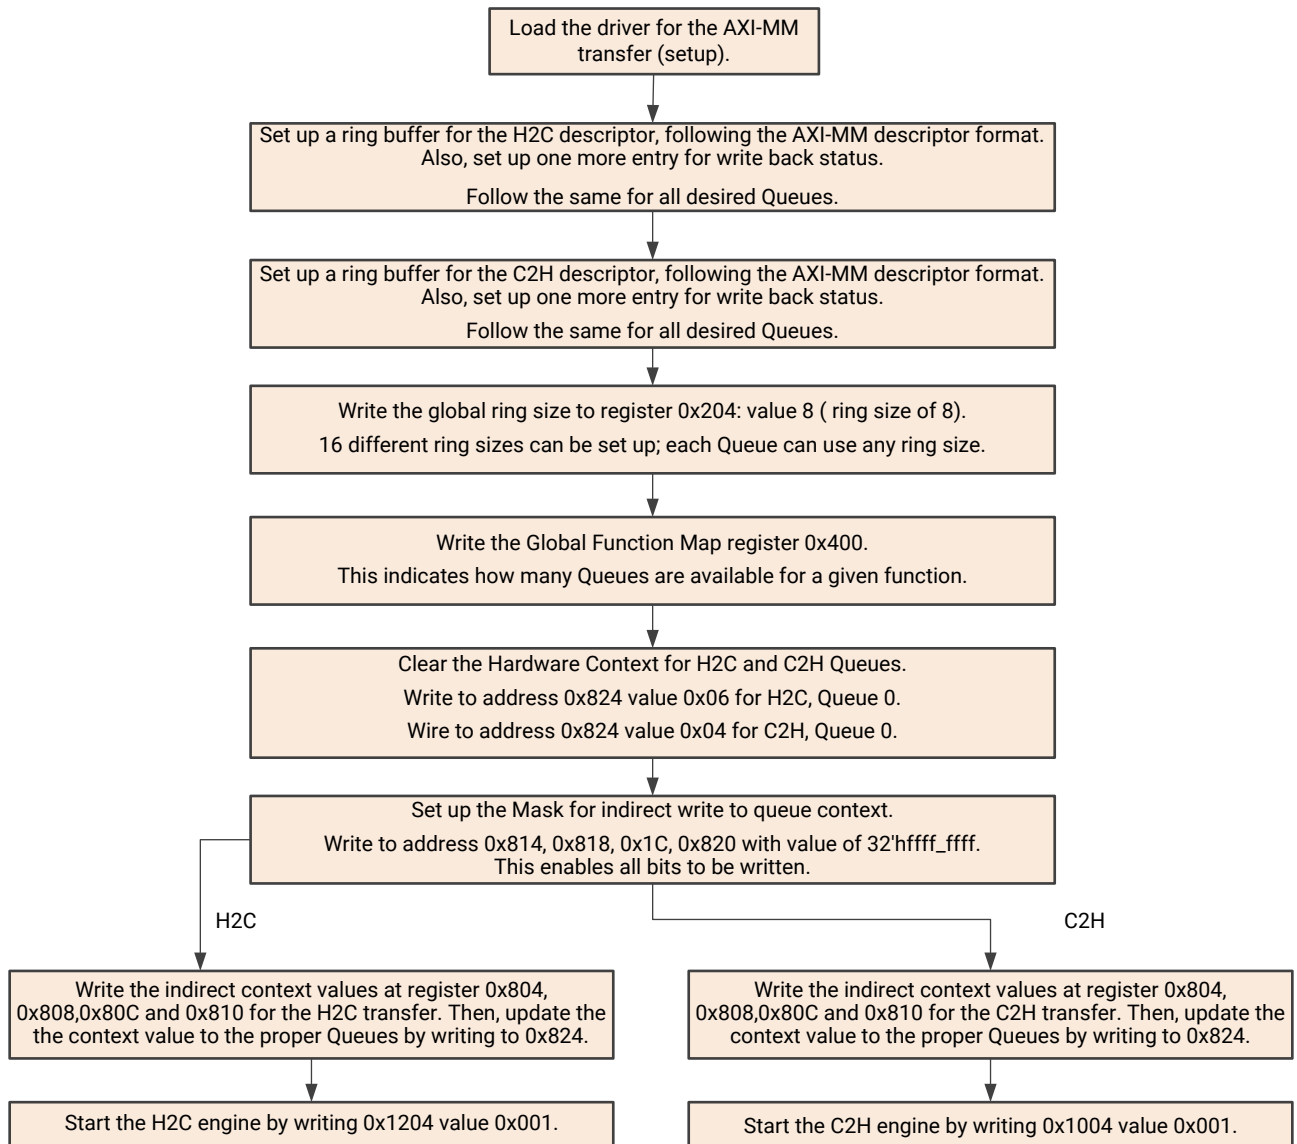 Load the driver for the AXI-MM
transfer (setup).
Set up a ring buffer for the H2C descriptor, following the AXI-MM descriptor format.
Also, set up one more entry for write back status.
Follow the same for all desired Queues.
Set up a ring buffer for the C2H descriptor, following the AXI-MM descriptor format.
Also, set up one more entry for write back status.
Follow the same for all desired Queues.
Write the global ring size to register 0x204: value 8 ( ring size of 8).
16 different ring sizes can be set up; each Queue can use any ring size.
Write the Global Function Map register 0x400.
This indicates how many Queues are available for a given function.
Clear the Hardware Context for H2C and C2H Queues.
Write to address 0x824 value 0x06 for H2C, Queue 0.
Wire to address 0x824 value 0x04 for C2H, Queue 0.
Set up the Mask for indirect write to queue context.
Write to address 0x814, 0x818, 0x1C, 0x820 with value of 32'hffff_ffff.
This enables all bits to be written.
H2C
C2H
Write the indirect context values at register 0x804,
0x808,0x80C and 0x810 for the H2C transfer. Then, update the
the context value to the proper Queues by writing to 0x824.
Write the indirect context values at register 0x804,
0x808,0x80C and 0x810 for the C2H transfer. Then, update the
context value to the proper Queues by writing to 0x824.
Start the H2C engine by writing 0x1204 value 0x001.
Start the C2H engine by writing 0x1004 value 0x001.